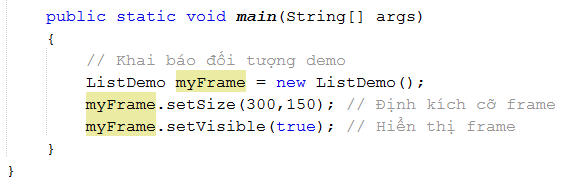 public static void main(String[] args)
{
// Khai báo đối tượng demo
ListDemo myFrame = new ListDemo();
myFrame.setSize(300,150); // Định kích cỡ frame
myFrame.setVisible(true); // Hiển thị frame
}
}